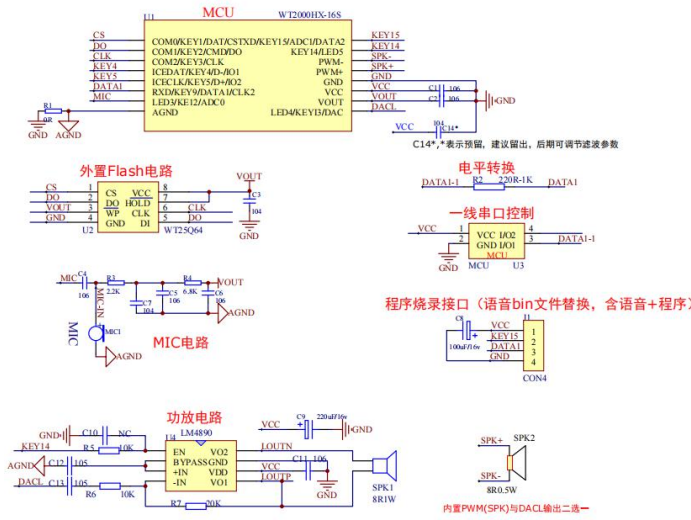 MCU
U1
WT2000HX-16S
CS
COM0/KEY1/DAT/CSTXD/KEY15/ADC1/DATA2
KEY15
DO
COM1/KEY2/CMD/DO
KEY14/LED5
KEY14
CLK
COM2/KEY3/CLK
PWM-
SPK-
KEY4
ICEDAT/KEY4/D-/IO1
PWM+
SPK+
KEY5
ICECLK/KEY5/D+/IO2
GND
GND
DATA1
RXD/KEY9/DATA1/CLK2
VCC
VCC
C1
106
MIC
LED3/KEY12/ADC0
VOUT
VOUT
C2
106
GND
R1
0R
AGND
LED4/KEY13/DAC
DACL
GND
AGND
VCC
104
C14*
C14*,*表示预留，建议留出，后期可调节滤波参数
外置Flash电路
CS
1
CS
VCC
8
VOUT
DO
2
DO
HOLD
7
C3
VOUT
3
WP
CLK
6
CLK
104
GND
4
GND
DI
5
DO
U2
WT25Q64
GND
电平转换
DATA1-1
R2
220R-1K
DATA1
一线串口控制
VCC
1
VCC
I/O2
4
2
GND
I/O1
3
DATA1-1
MCU
GND
MCU
U3
MIC
C4
106
R3
2.2K
R4
6.8K
VOUT
MIC-IN
C7
104
C5
106
C6
106
AGND
MIC
MIC1
AGND
MIC电路
程序烧录接口（语音bin文件替换，含语音+程序）
C8
100uF/16v
VCC
KEY15
DATA1
GND
J1
1
2
3
4
CON4
功放电路
GND
C10
NC
U4
LM4890
VCC
C9
220uF/16v
GND
KEY14
R5
10K
EN
VO2
LOUTN
AGND
C12
105
BYPASS
GND
+IN
VDD
VCC
C11
106
DACL
C13
105
R6
10K
-IN
VO1
LOUTP
GND
R7
20K
SPK1
8R1W
SPK+
SPK2
SPK-
8R0.5W
内置PWM(SPK)与DACL输出二选一